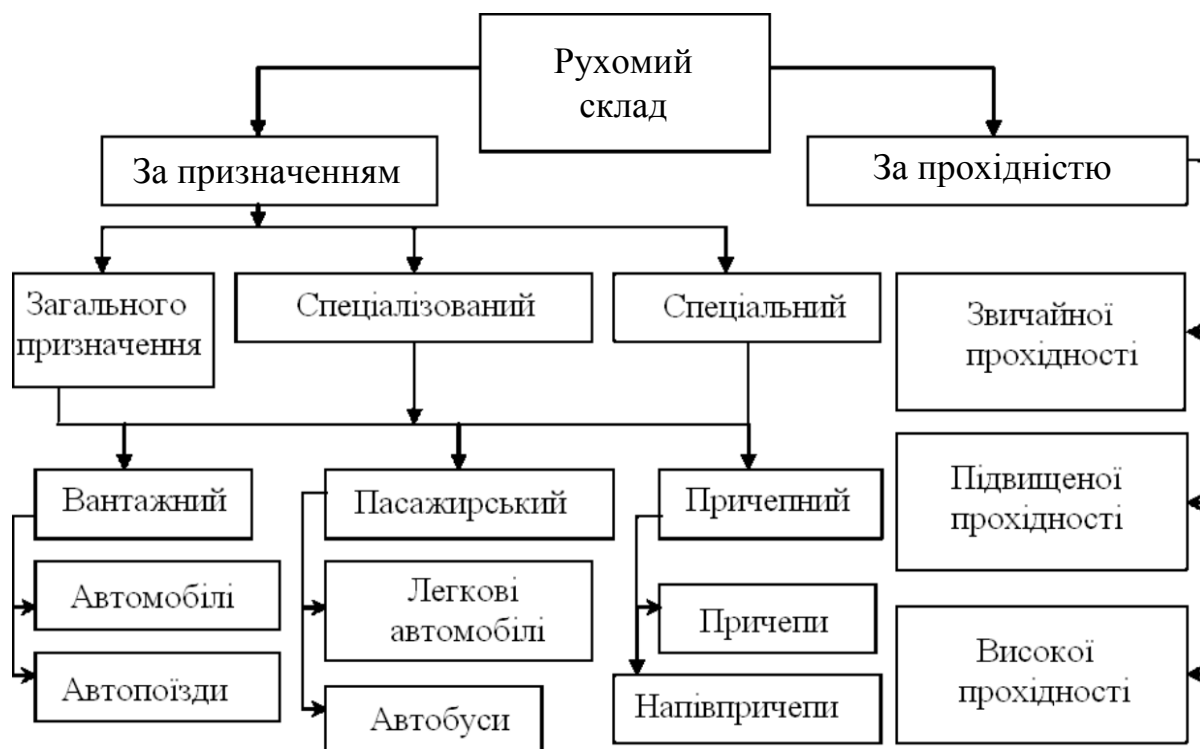 Рухомий
склад
За призначенням
За прохідністю
Загального
призначення
Спеціалізований
Спеціальний
Звичайної
прохідності
Вантажний
Пасажирський
Причепний
Підвищеної
прохідності
Автомобілі
Легкові
автомобілі
Причепи
Високої
прохідності
Автопоїзди
Автобуси
Напівпричепи